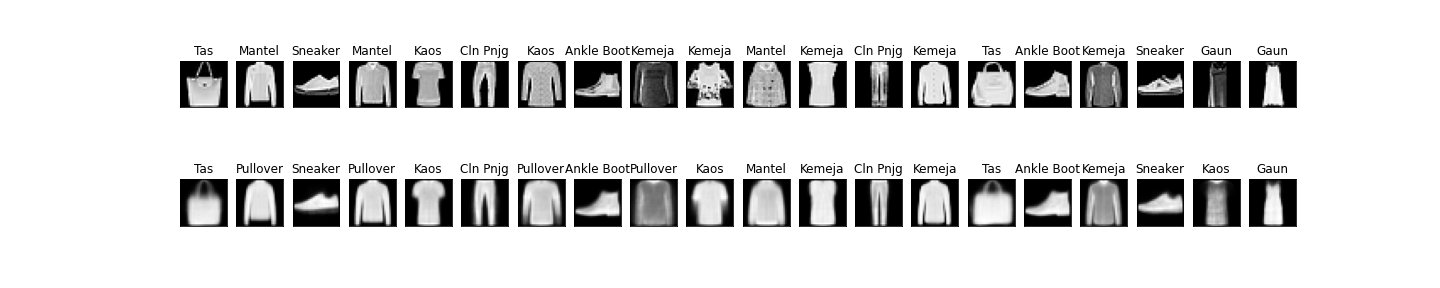 Tas Mantel Sneaker Mantel Kaos Cln Pnjg Kaos Ankle Boot Kemeja Kemeja Mantel Kemeja Cln Pnjg Kemeja Tas Ankle Boot Kemeja Sneaker Gaun Gaun
Tas Pullover Sneaker Pullover Kaos Cln Pnjg Pullover Ankle Boot Pullover Kaos Mantel Kemeja Cln Pnjg Kemeja Tas Ankle Boot Kemeja Sneaker Kaos Gaun